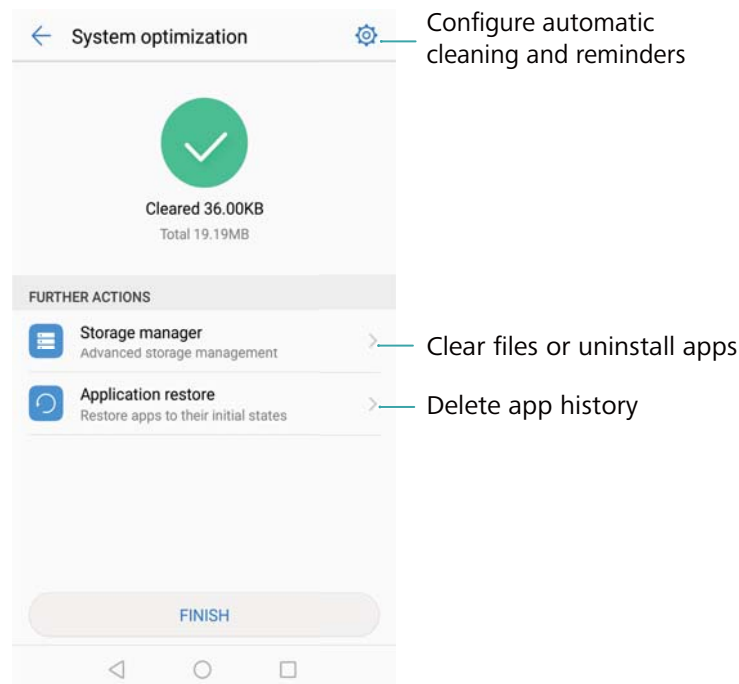 System optimization
Configure automatic
cleaning and reminders
Cleared 36.00KB
Total 19.19MB
FURTHER ACTIONS
Storage manager
Advanced storage management
Clear files or uninstall apps
Application restore
Restore apps to their initial states
Delete app history
FINISH